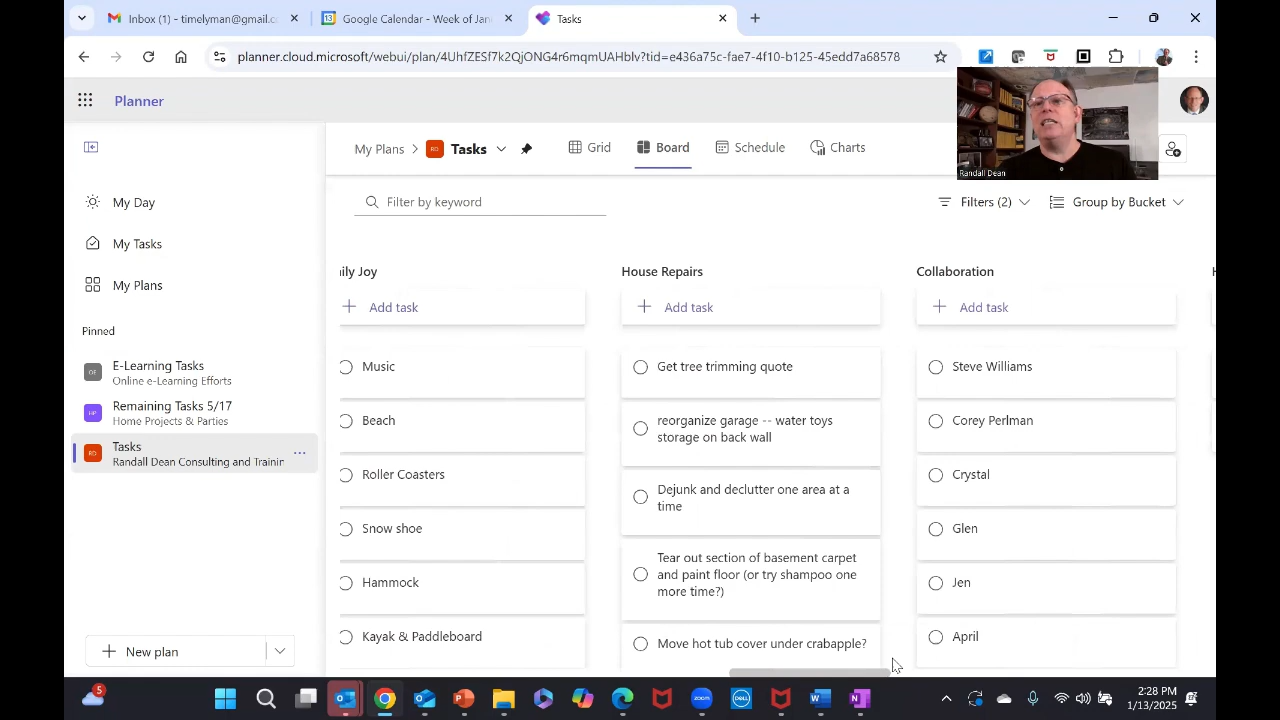 Inbox (1) - timelyman@gmail.c
Google Calendar - Week of Jan
Tasks
planner.cloud.microsoft/webui/plan/4UhfZESf7k2QjONG4r6mqmUAHbIv?tid=e436a75c-fae7-4f10-b125-45edd7a68578
Planner
Randall Dean
My Day
My Tasks
My Plans
Pinned
E-Learning Tasks
Online e-Learning Efforts
Remaining Tasks 5/17
Home Projects & Parties
Tasks
Randall Dean Consulting and Trainin
New plan
My Plans
Tasks
Grid
Board
Schedule
Charts
Filter by keyword
Filters (2)
Group by Bucket
ily Joy
Add task
Music
Beach
Roller Coasters
Snow shoe
Hammock
Kayak & Paddleboard
House Repairs
Add task
Get tree trimming quote
reorganize garage -- water toys
storage on back wall
Dejunk and declutter one area at a
time
Tear out section of basement carpet
and paint floor (or try shampoo one
more time?)
Move hot tub cover under crabapple?
Collaboration
Add task
Steve Williams
Corey Perlman
Crystal
Glen
Jen
April
5
zoom
DELL
2:28 PM
1/13/2025